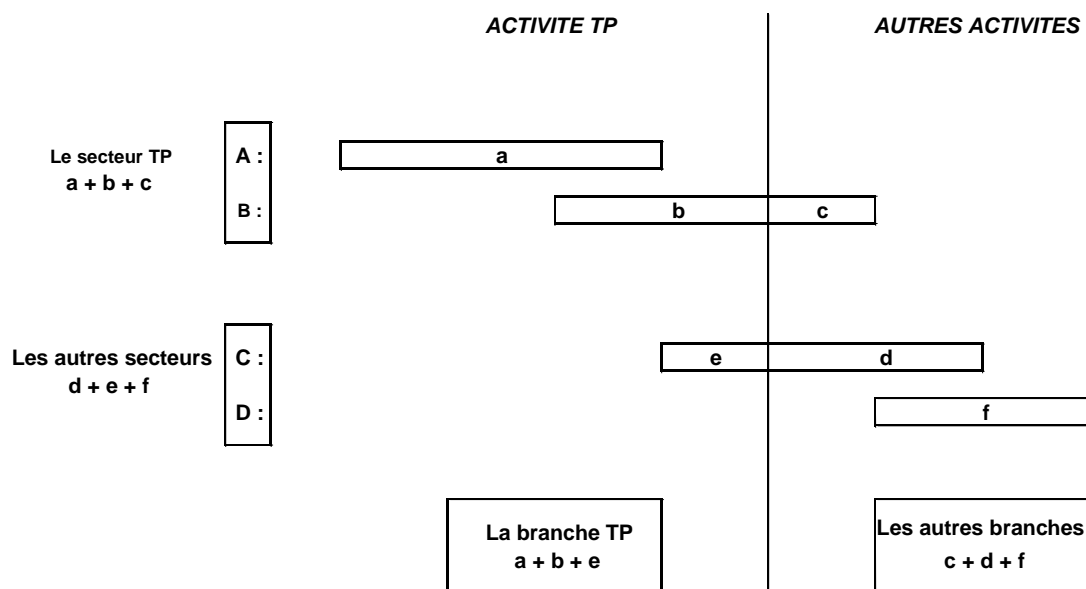 ACTIVITE TP
AUTRES ACTIVITES
Le secteur TP
a + b + c
A :
a
B :
b
c
Les autres secteurs
d + e + f
C :
e
d
D :
f
La branche TP
a + b + e
Les autres branches
c + d + f